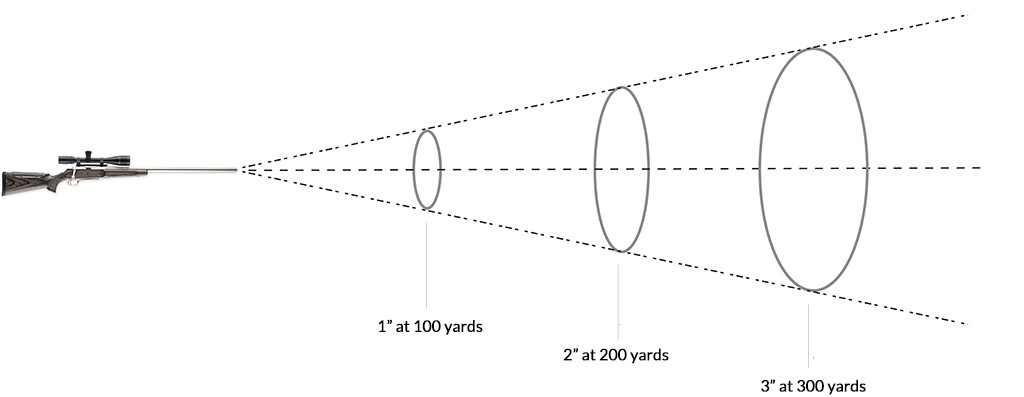 1” at 100 yards
2” at 200 yards
3” at 300 yards